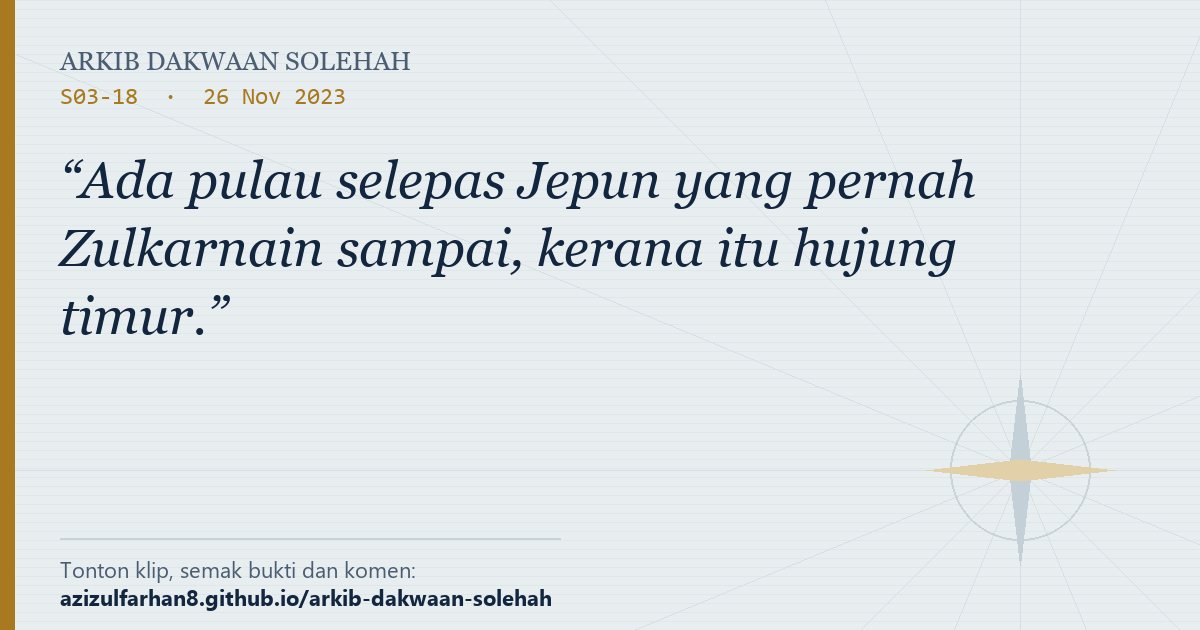 ARKIB DAKWAAN SOLEHAH
S03-18 · 26 Nov 2023
“Ada pulau selepas Jepun yang pernah
Zulkarnain sampai, kerana itu hujung
timur.”
Tonton klip, semak bukti dan komen:
azizulfarhan8.github.io/arkib-dakwaan-solehah